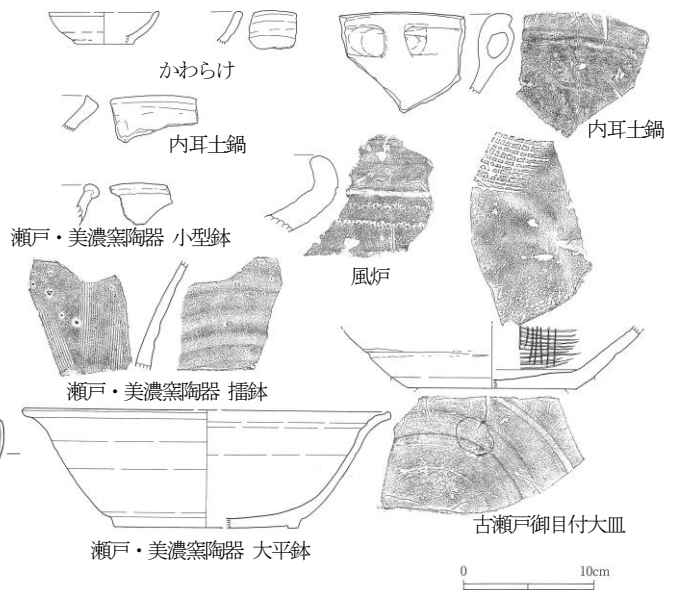 かわらけ
内耳土鍋
内耳土鍋
瀬戸・美濃窯陶器 小型鉢
風炉
瀬戸・美濃窯陶器 擂鉢
古瀬戸御目付大皿
瀬戸・美濃窯陶器 大平鉢
0 10cm